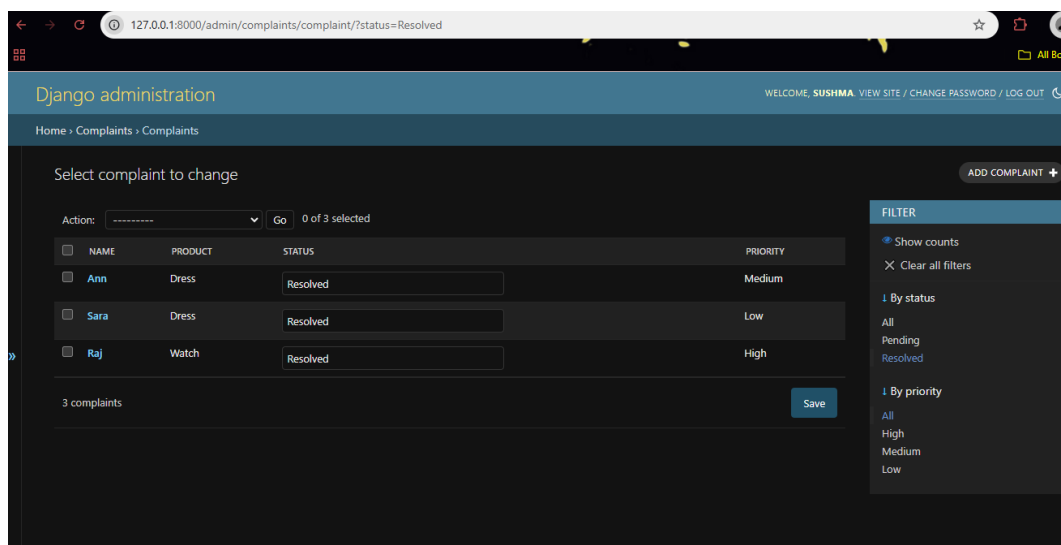 127.0.0.1:8000/admin/complaints/complaint/?status=Resolved
All Bo
Django administration
WELCOME, SUSHMA. VIEW SITE / CHANGE PASSWORD / LOG OUT
Home › Complaints › Complaints
Select complaint to change
ADD COMPLAINT +
Action: --------- Go 0 of 3 selected
NAME PRODUCT STATUS PRIORITY
Ann Dress Resolved Medium
Sara Dress Resolved Low
Raj Watch Resolved High
3 complaints
Save
FILTER
Show counts
Clear all filters
↓ By status
All
Pending
Resolved
↓ By priority
All
High
Medium
Low